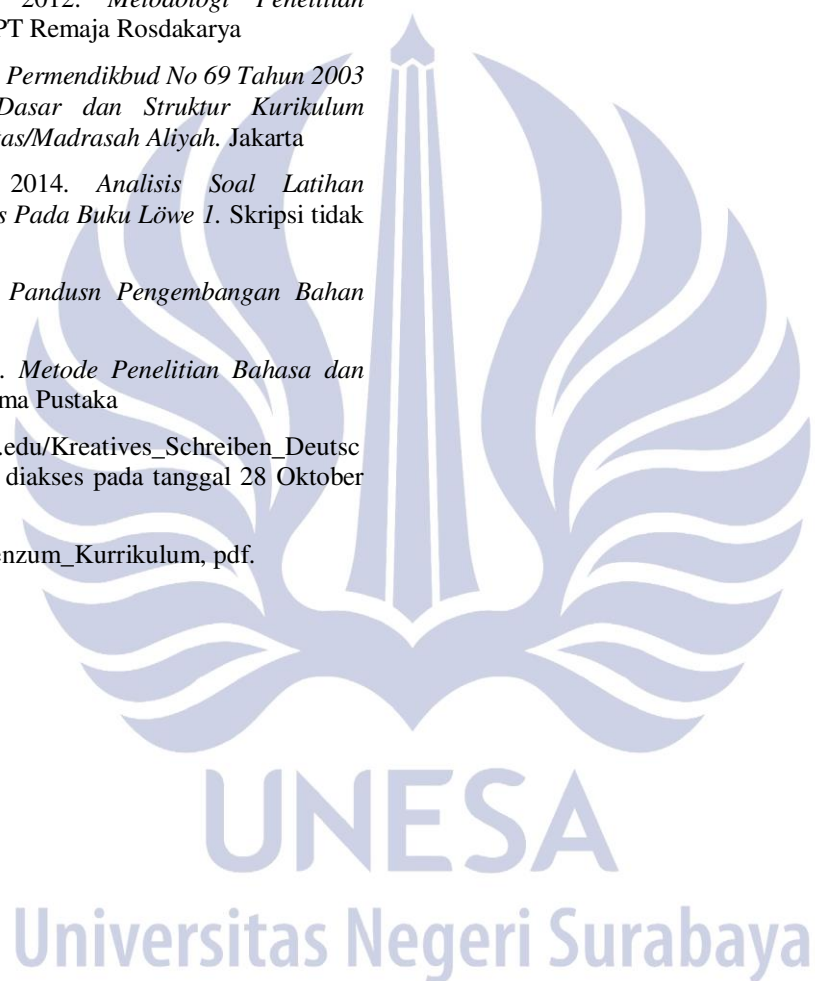 2012. Metodologi Penelitian
PT Remaja Rosdakarya
Permendikbud No 69 Tahun 2003
Dasar dan Struktur Kurikulum
tas/Madrasah Aliyah. Jakarta
2014. Analisis Soal Latihan
s Pada Buku Löwe 1. Skripsi tidak
Pandusn Pengembangan Bahan
. Metode Penelitian Bahasa dan
ma Pustaka
.edu/Kreatives_Schreiben_Deutsc
diakses pada tanggal 28 Oktober
enzum_Kurrikulum, pdf.
UNESA
Universitas Negeri Surabaya